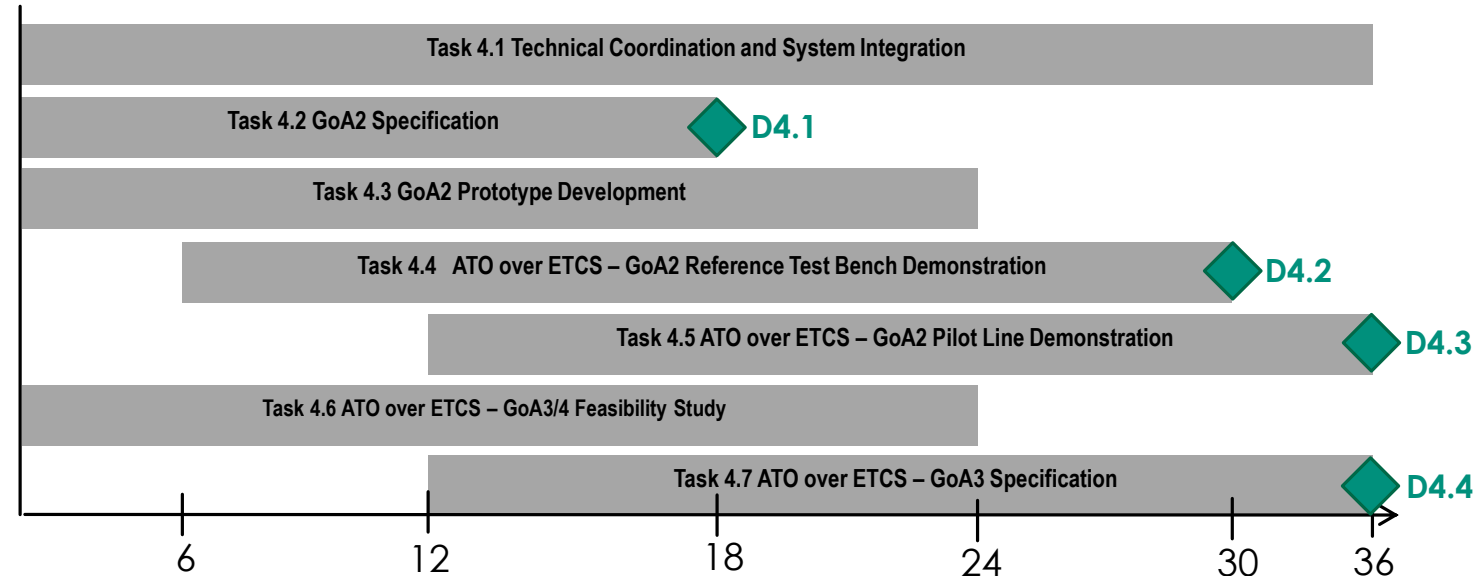 Task 4.1 Technical Coordination and System Integration
Task 4.2 GoA2 Specification
D4.1
Task 4.3 GoA2 Prototype Development
Task 4.4 ATO over ETCS – GoA2 Reference Test Bench Demonstration
D4.2
Task 4.5 ATO over ETCS – GoA2 Pilot Line Demonstration
D4.3
Task 4.6 ATO over ETCS – GoA3/4 Feasibility Study
Task 4.7 ATO over ETCS – GoA3 Specification
D4.4
6 12 18 24 30 36